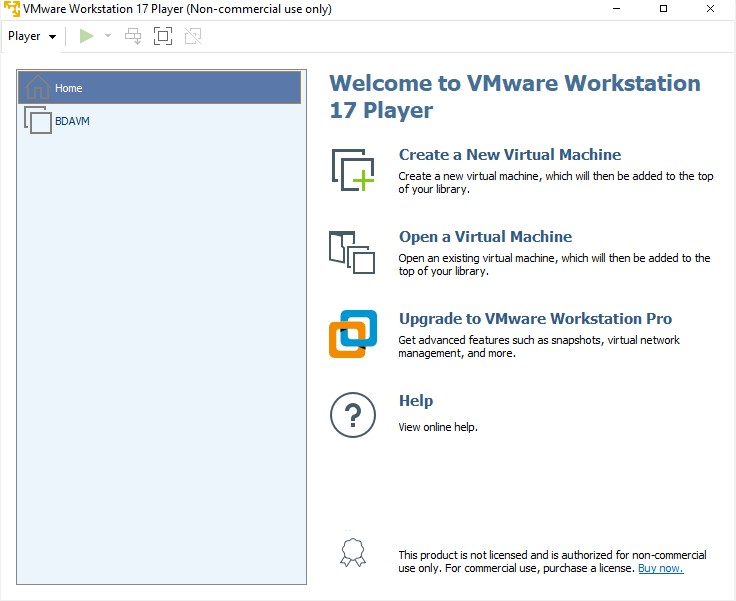 VMware Workstation 17 Player (Non-commercial use only)
Player
Home
BDAVM
Welcome to VMware Workstation
17 Player
Create a New Virtual Machine
Create a new virtual machine, which will then be added to the top
of your library.
Open a Virtual Machine
Open an existing virtual machine, which will then be added to the
top of your library.
Upgrade to VMware Workstation Pro
Get advanced features such as snapshots, virtual network
management, and more.
Help
View online help.
This product is not licensed and is authorized for non-commercial
use only. For commercial use, purchase a license. Buy now.